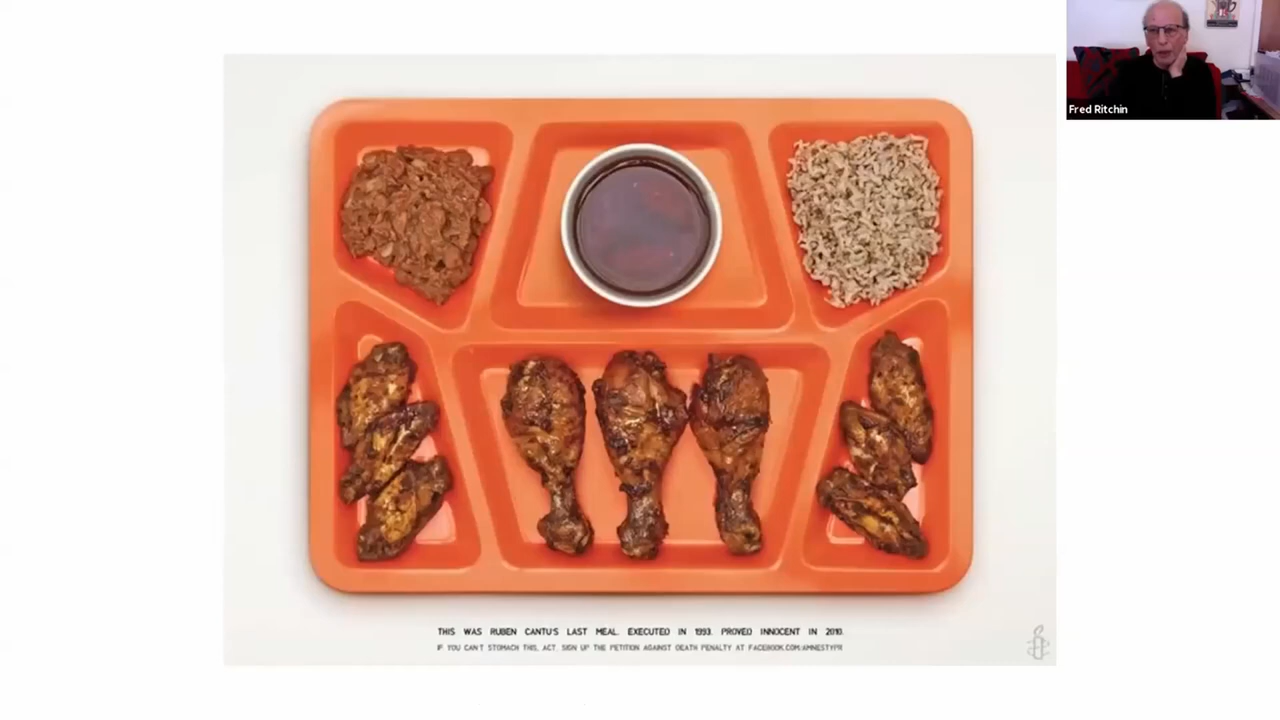 Fred Ritchin
THIS WAS RUBEN CANTU'S LAST MEAL. EXECUTED IN 1993. PROVED INNOCENT IN 2010.
IF YOU CAN'T STOMACH THIS, ACT. SIGN UP THE PETITION AGAINST DEATH PENALTY AT FACEBOOK.COM/AMNESTYPR